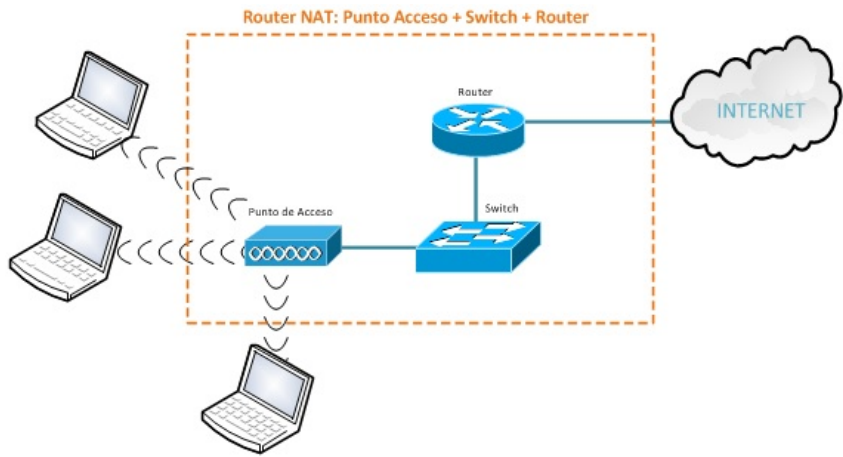 Router NAT: Punto Acceso + Switch + Router
Router
INTERNET
Switch
Punto de Acceso